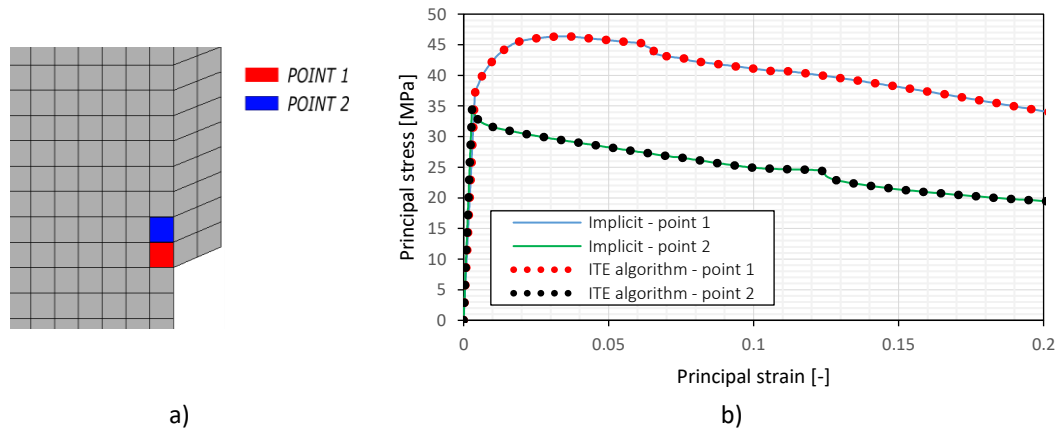 POINT 1
POINT 2
a)
Principal stress [MPa]
50
45
40
35
30
25
20
15
10
5
0
Implicit - point 1
Implicit - point 2
ITE algorithm - point 1
ITE algorithm - point 2
0 0.05 0.1 0.15 0.2
Principal strain [-]
b)